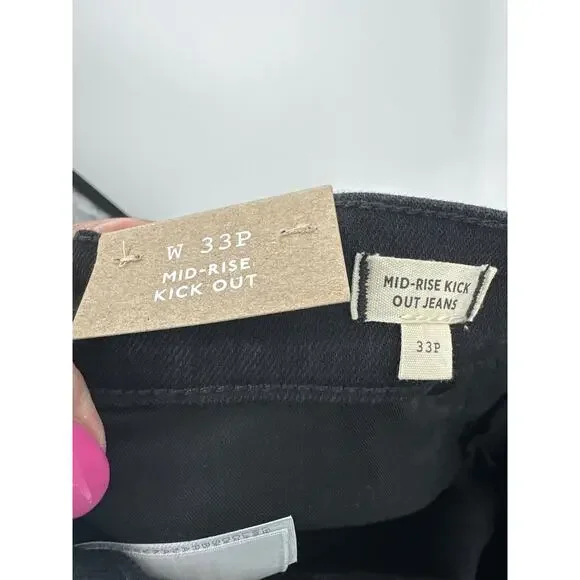 W 33P
MID-RISE
KICK OUT
MID-RISE KICK
OUT JEANS
33P